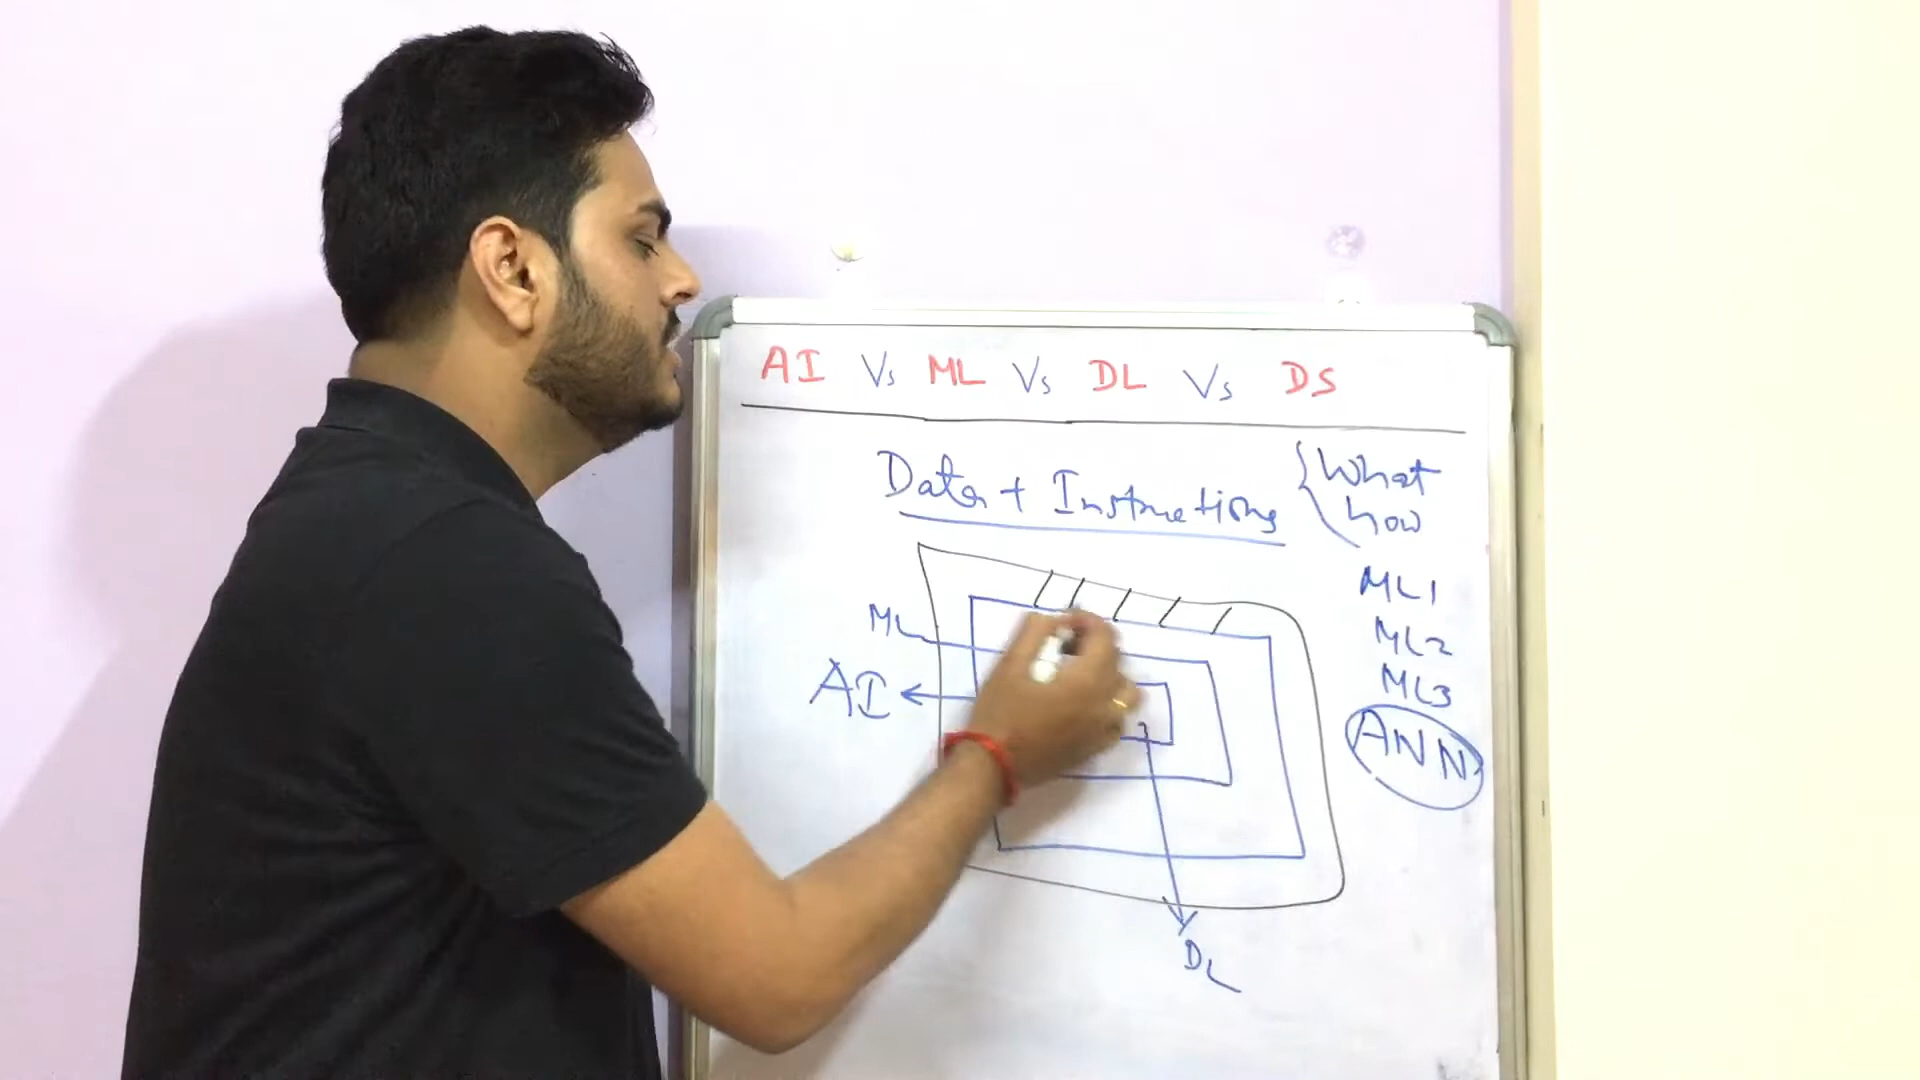 AI Vs ML Vs DL Vs DS
Data + Instructions
What
how
ML1
ML2
ML3
ANN
ML
AI
DL